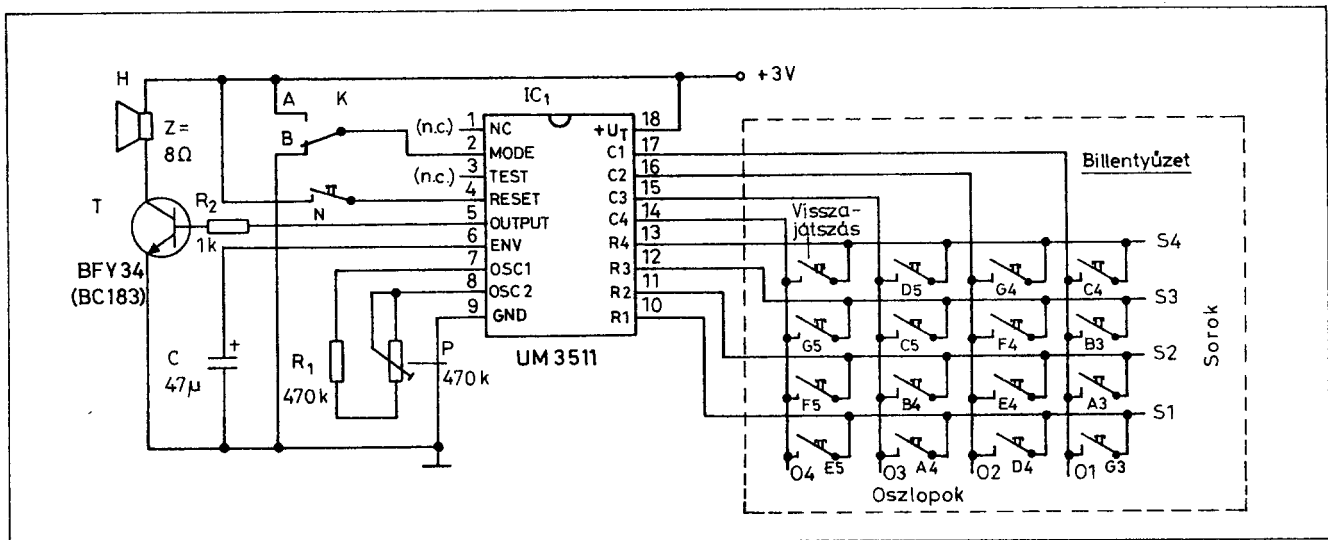 +3V
H
A
K
IC1
Z=
8Ω
B
(n.c.)
1
NC
2
MODE
(n.c.)
3
TEST
4
RESET
5
OUTPUT
6
ENV
7
OSC1
8
OSC2
9
GND
18
+UT
17
C1
16
C2
15
C3
14
C4
13
R4
12
R3
11
R2
10
R1
UM 3511
N
T
R2
1k
BFY34
(BC183)
C
+
47μ
R1
470k
P
470k
Billentyűzet
Vissza-
játszás
S4
D5
G4
C4
S3
G5
C5
F4
B3
S2
F5
B4
E4
A3
S1
E5
A4
D4
G3
O4
O3
O2
O1
Oszlopok
Sorok